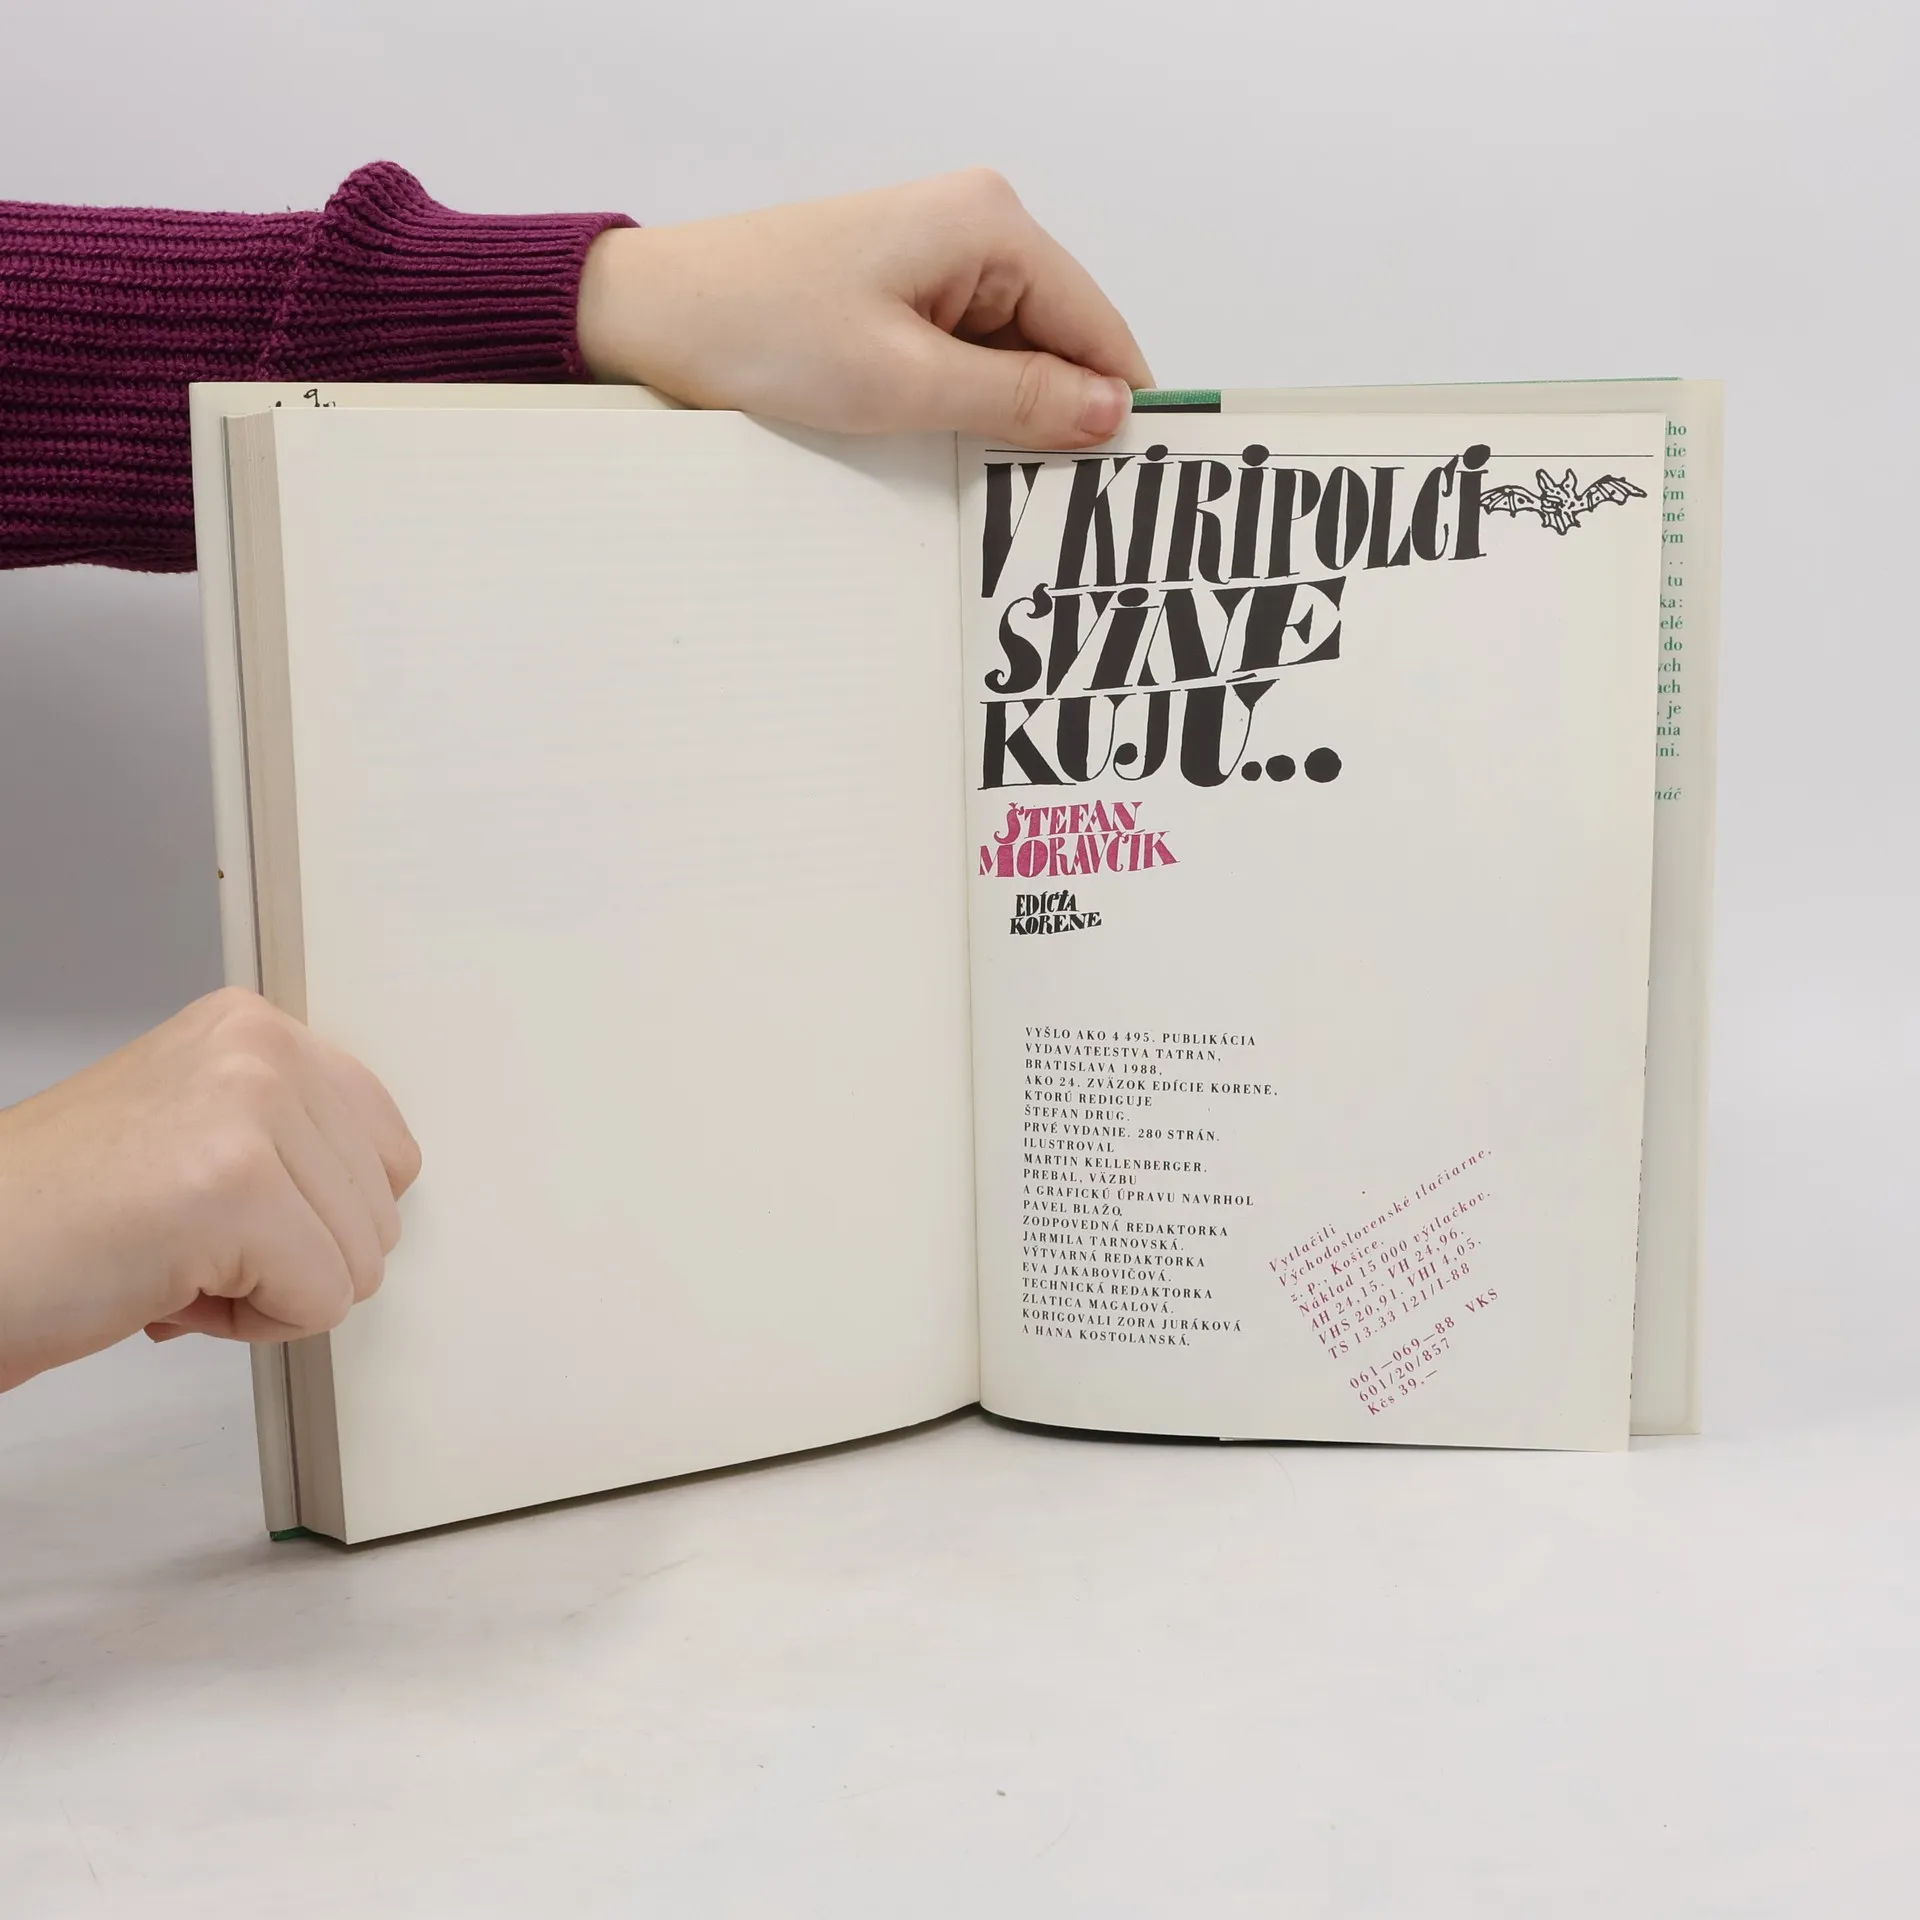 V KIRIPOLCI
SVINE
KUJÚ...
ŠTEFAN
MORAVČÍK
EDÍCIA
KORENE
VYŠLO AKO 4 495. PUBLIKÁCIA
VYDAVATEĽSTVA TATRAN,
BRATISLAVA 1988,
AKO 24. ZVÄZOK EDÍCIE KORENE,
KTORÚ REDIGUJE
ŠTEFAN DRUG.
PRVÉ VYDANIE. 280 STRÁN.
ILUSTROVAL
MARTIN KELLENBERGER.
PREBAL, VÄZBU
A GRAFICKÚ ÚPRAVU NAVRHOL
PAVEL BLAŽO.
ZODPOVEDNÁ REDAKTORKA
JARMILA TARNOVSKÁ.
VÝTVARNÁ REDAKTORKA
EVA JAKABOVIČOVÁ.
TECHNICKÁ REDAKTORKA
ZLATICA MAGALOVÁ.
KORIGOVALI ZORA JURÁKOVÁ
A HANA KOSTOLANSKÁ.
Vytlačili
Východoslovenské tlačiarne,
z. p., Košice.
Náklad 15 000 výtlačkov.
AH 24,15. VH 24,96.
VHS 20,91. VHI 4,05.
TS 13.33 121/I-88
061—069—88 VKS
601/20/857
Kčs 39,—
tu
do
je